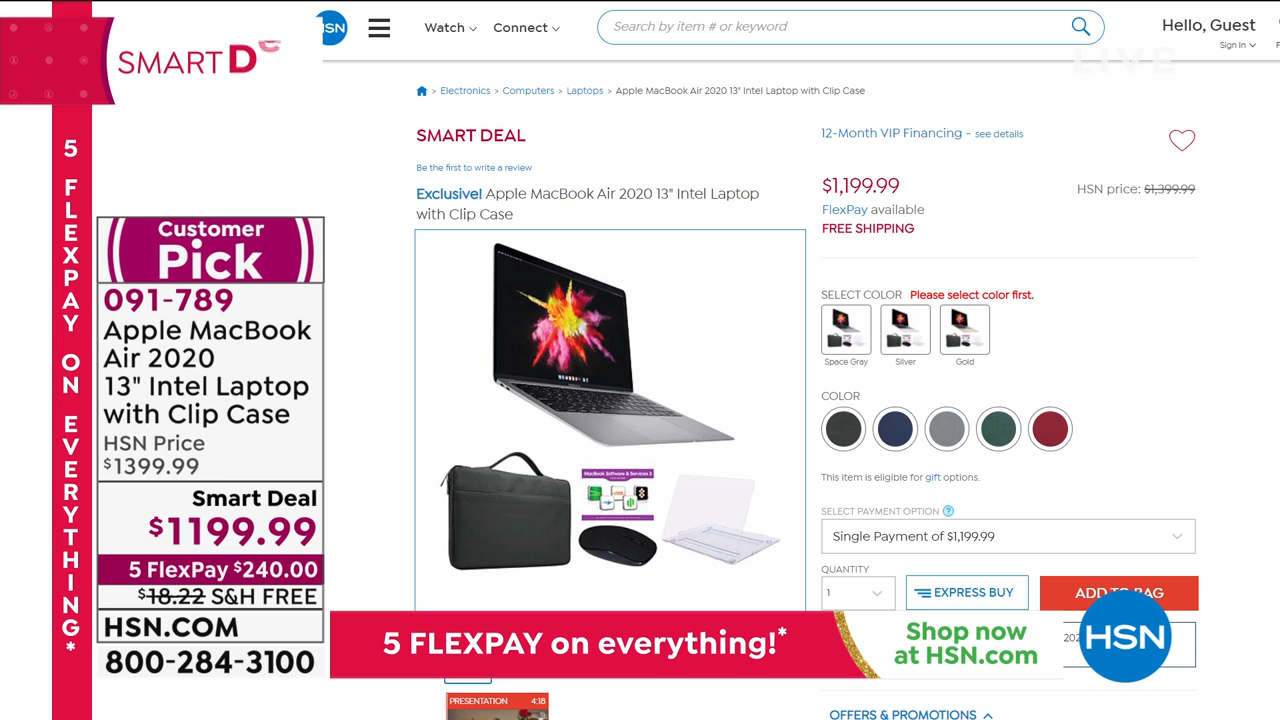 SMART D
5 FLEXPAY ON EVERYTHING*
Customer
Pick
091-789
Apple MacBook
Air 2020
13" Intel Laptop
with Clip Case
HSN Price
$1399.99
Smart Deal
$1199.99
5 FlexPay $240.00
$18.22 S&H FREE
HSN.COM
800-284-3100
HSN
Watch
Connect
Search by item # or keyword
Hello, Guest
Sign In
LIVE
> Electronics > Computers > Laptops > Apple MacBook Air 2020 13" Intel Laptop with Clip Case
SMART DEAL
Be the first to write a review
Exclusive! Apple MacBook Air 2020 13" Intel Laptop
with Clip Case
MacBook Software & Services 3
12-Month VIP Financing - see details
$1,199.99
HSN price: $1,399.99
FlexPay available
FREE SHIPPING
SELECT COLOR Please select color first.
Space Gray
Silver
Gold
COLOR
This item is eligible for gift options.
SELECT PAYMENT OPTION ?
Single Payment of $1,199.99
QUANTITY
1
EXPRESS BUY
ADD TO BAG
5 FLEXPAY on everything!*
Shop now
at HSN.com
HSN
PRESENTATION 4:18
OFFERS & PROMOTIONS